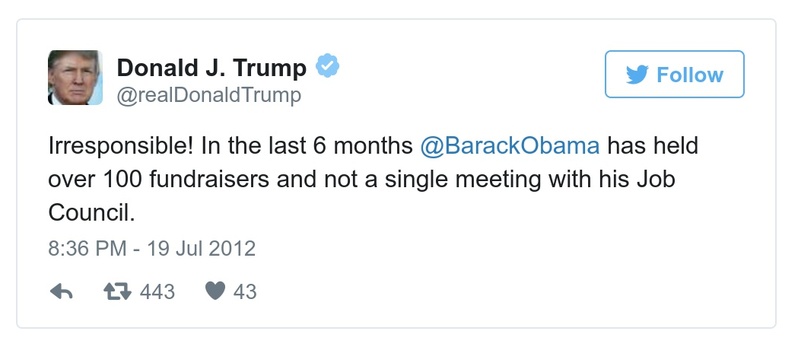 Donald J. Trump
@realDonaldTrump
Follow
Irresponsible! In the last 6 months @BarackObama has held
over 100 fundraisers and not a single meeting with his Job
Council.
8:36 PM - 19 Jul 2012
443 43